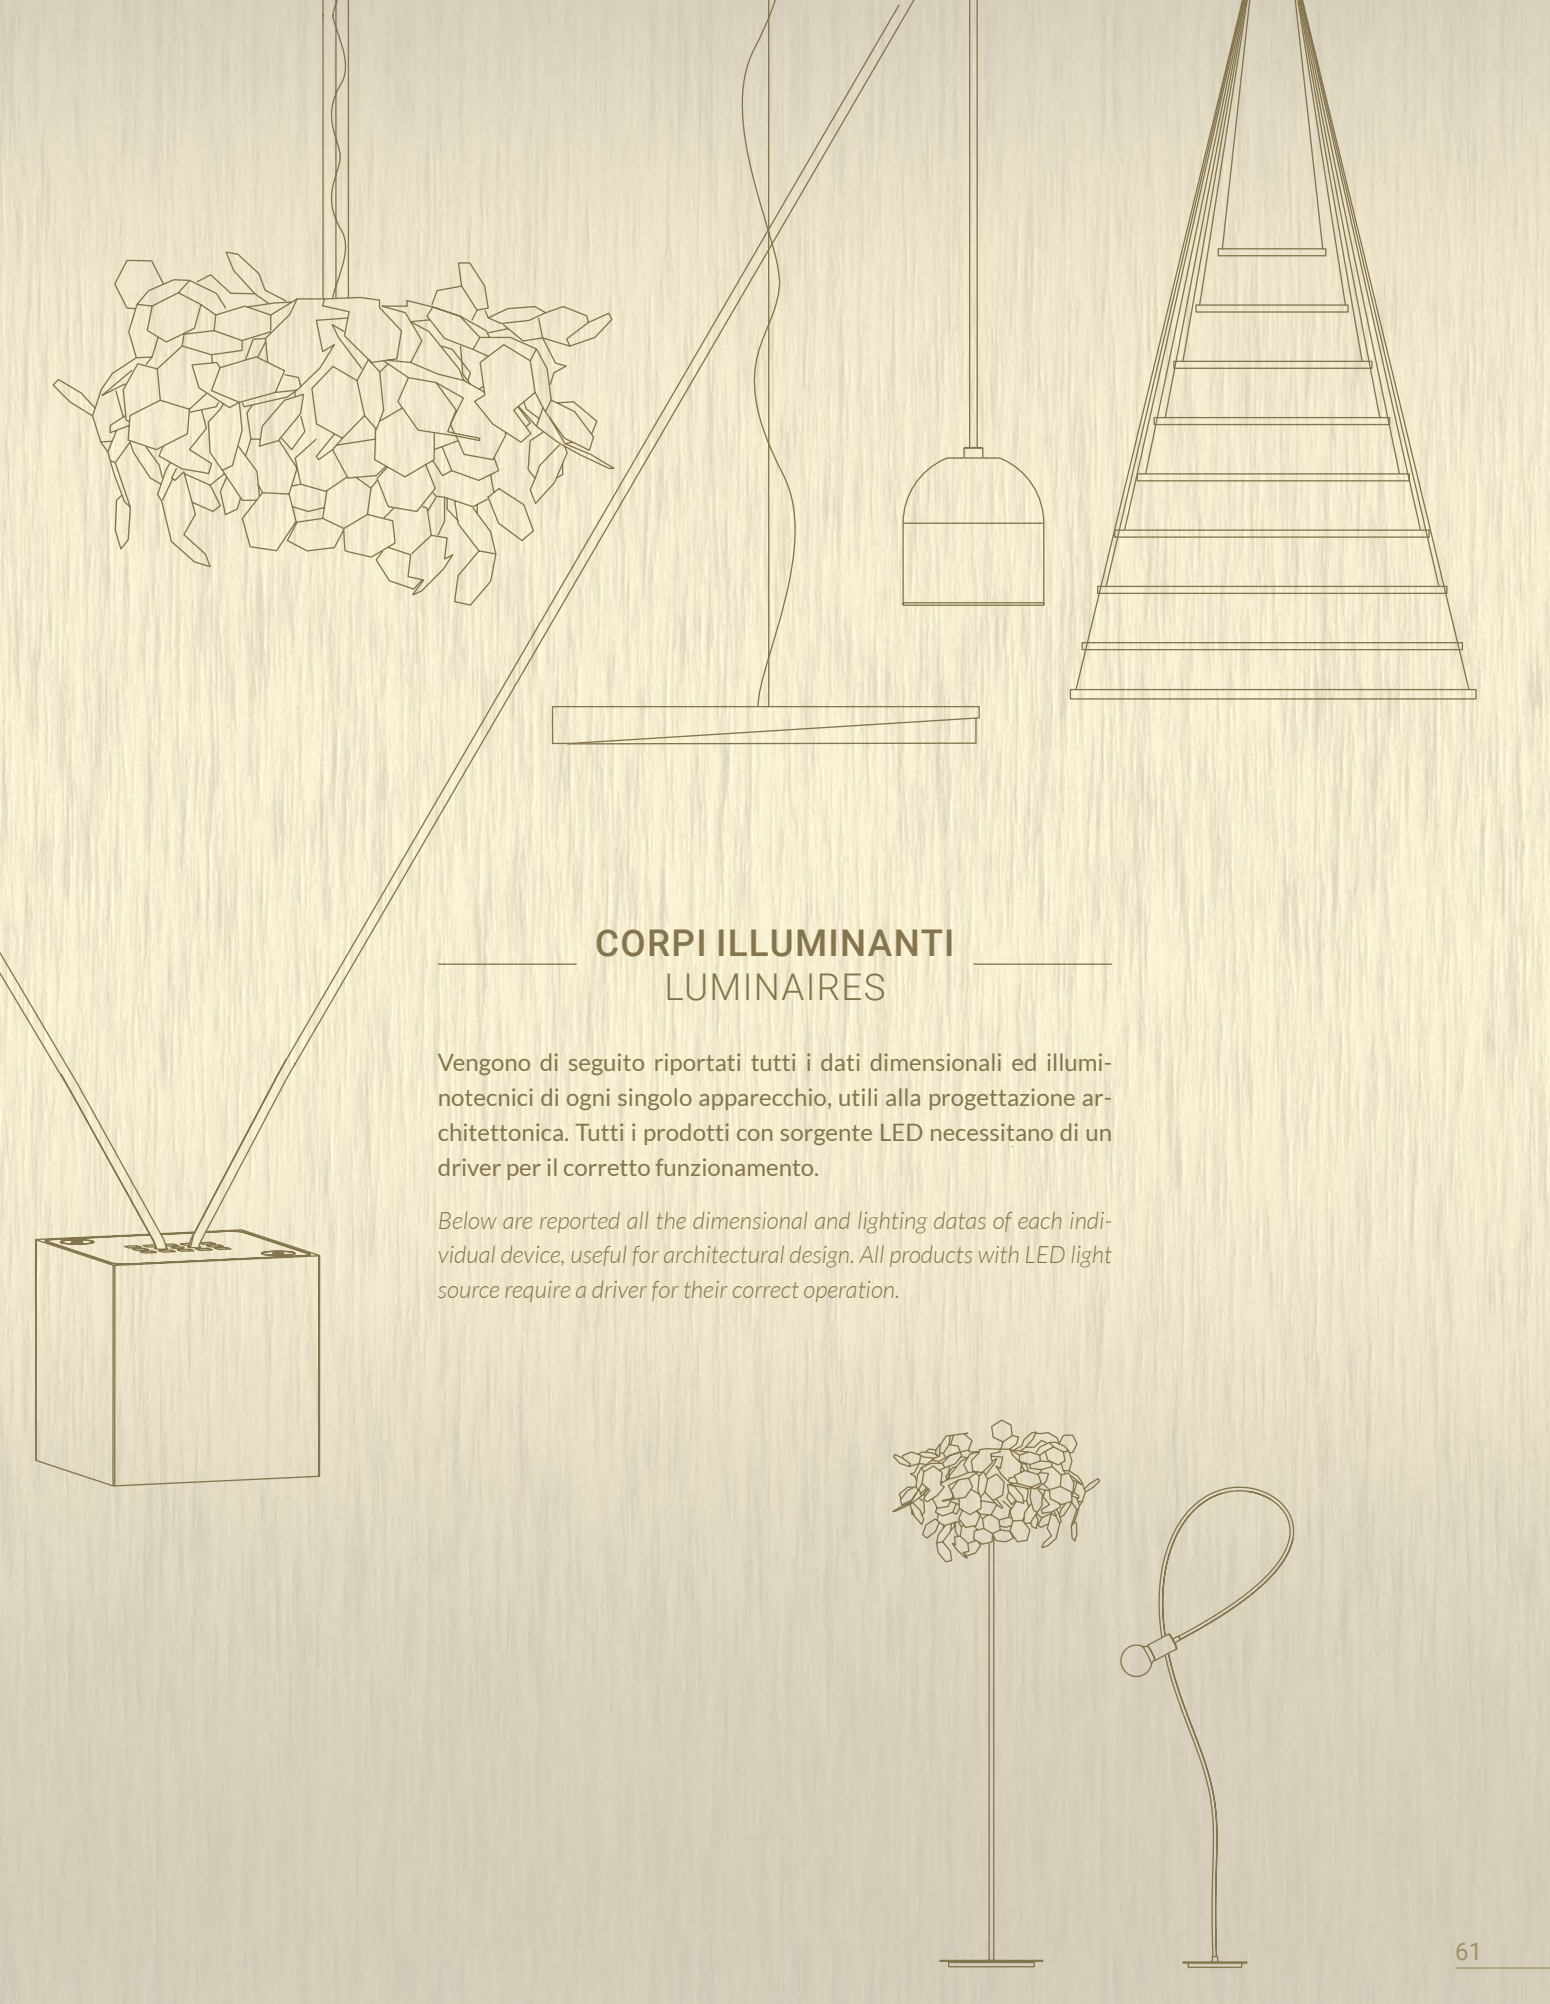 CORPI ILLUMINANTI
LUMINAIRES
Vengono di seguito riportati tutti i dati dimensionali ed illumi-
notecnici di ogni singolo apparecchio, utili alla progettazione ar-
chitettonica. Tutti i prodotti con sorgente LED necessitano di un
driver per il corretto funzionamento.
Below are reported all the dimensional and lighting datas of each indi-
vidual device, useful for architectural design. All products with LED light
source require a driver for their correct operation.
61